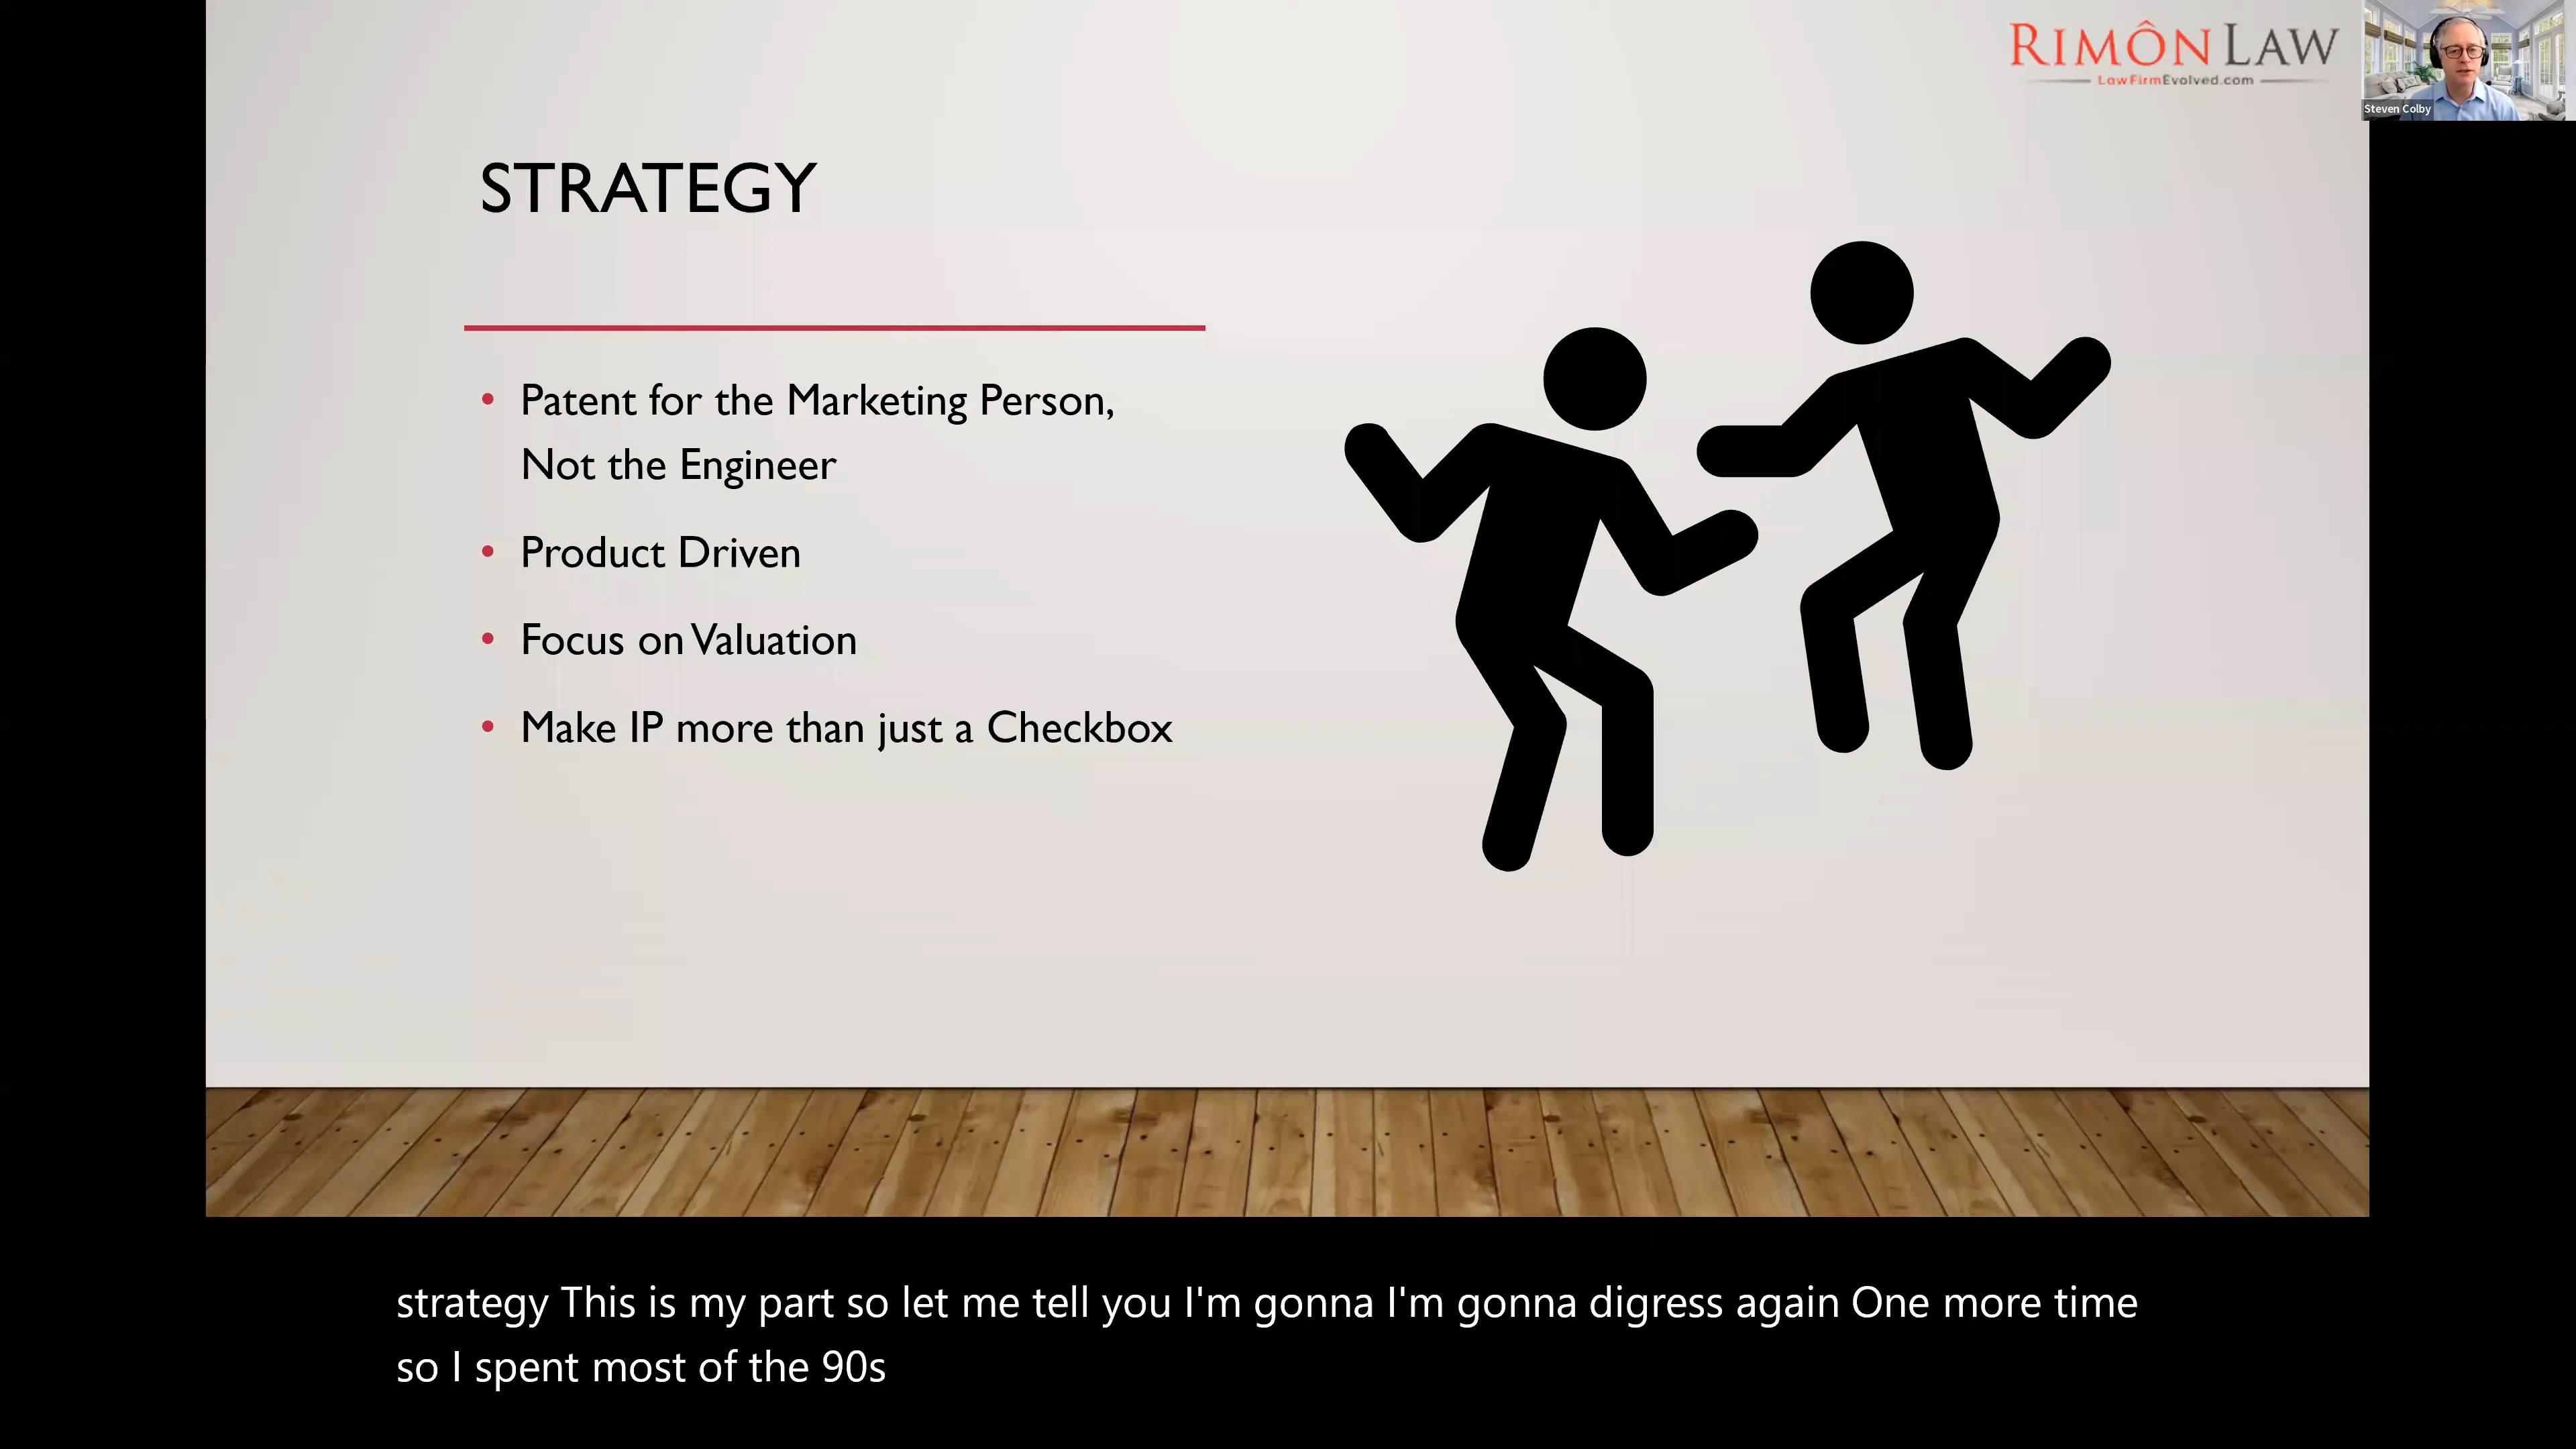 RIMÔN LAW
LawFirmEvolved.com
Steven Colby
STRATEGY
• Patent for the Marketing Person,
Not the Engineer
• Product Driven
• Focus on Valuation
• Make IP more than just a Checkbox
strategy This is my part so let me tell you I'm gonna I'm gonna digress again One more time
so I spent most of the 90s